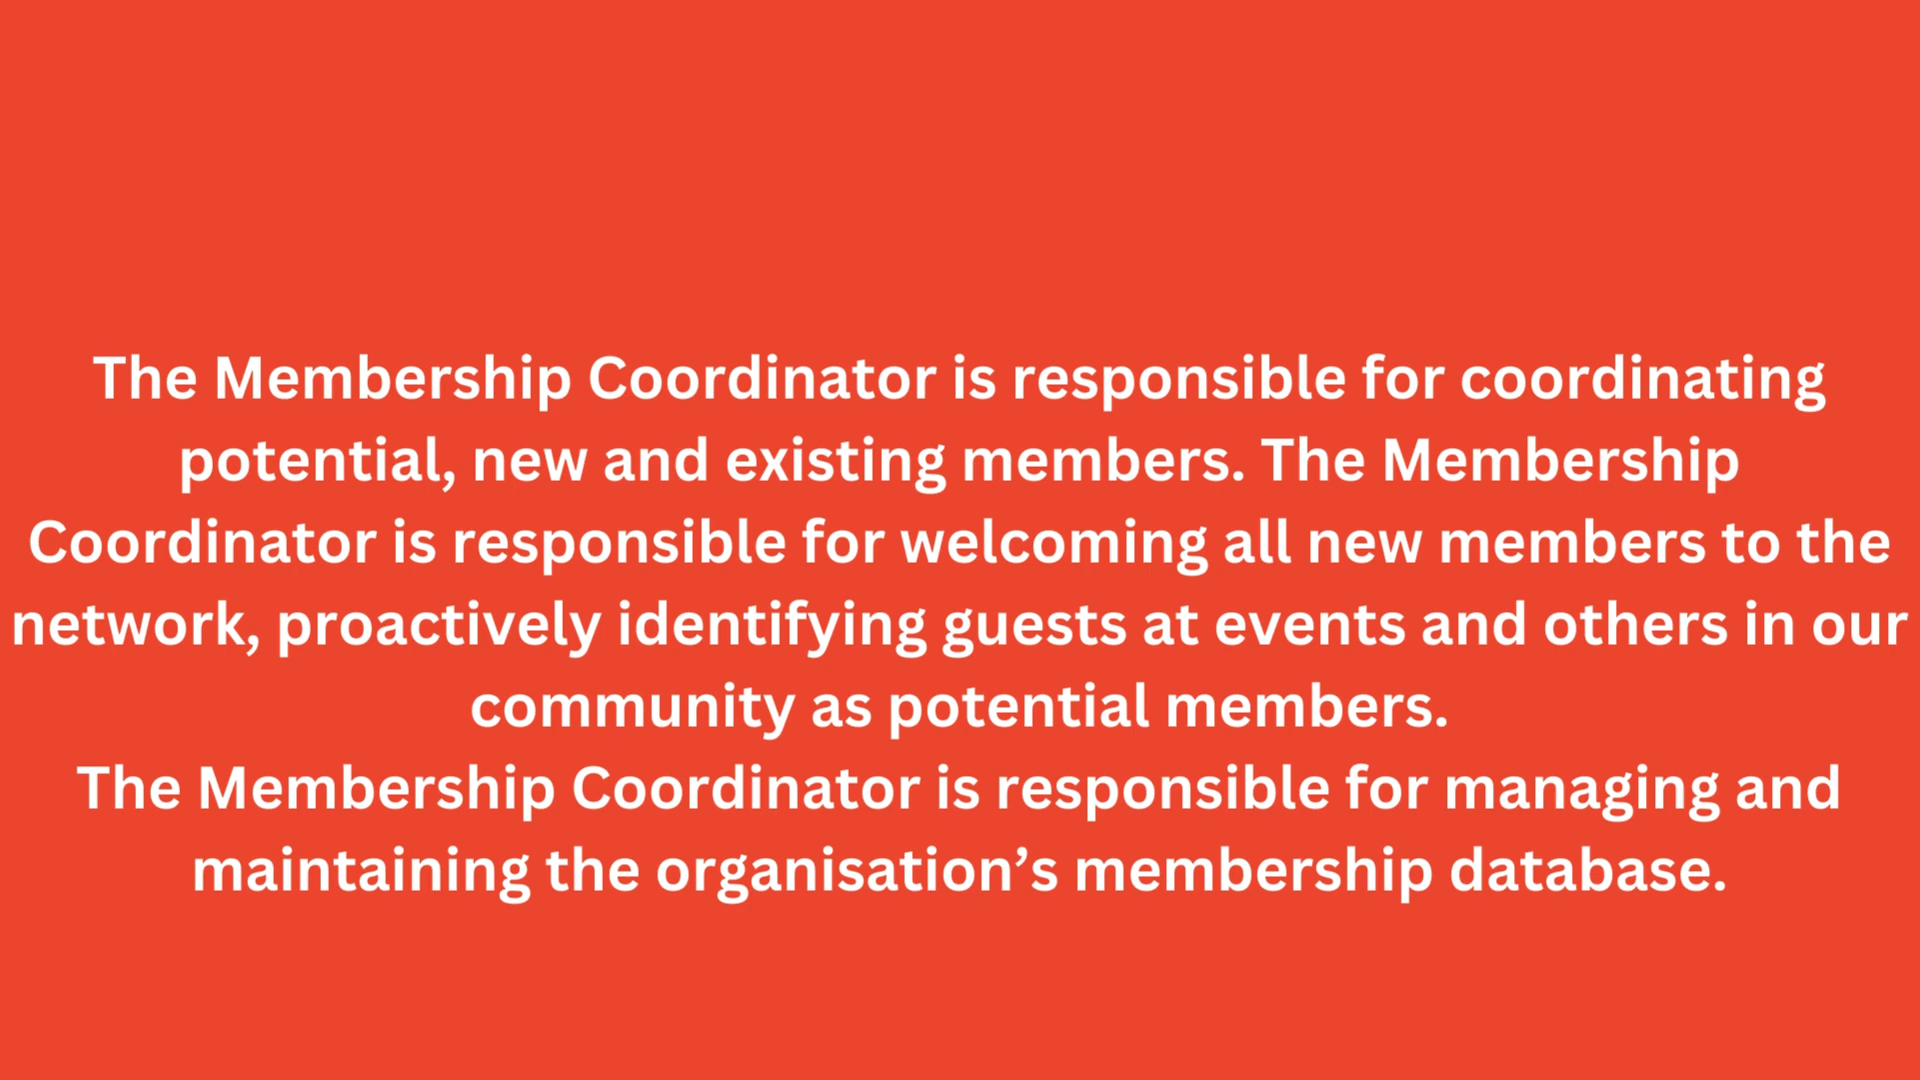 The Membership Coordinator is responsible for coordinating
potential, new and existing members. The Membership
Coordinator is responsible for welcoming all new members to the
network, proactively identifying guests at events and others in our
community as potential members.
The Membership Coordinator is responsible for managing and
maintaining the organisation’s membership database.